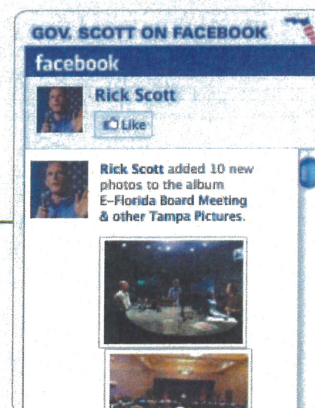 GOV. SCOTT ON FACEBOOK
facebook
Rick Scott
Like
Rick Scott added 10 new
photos to the album
E-Florida Board Meeting
& other Tampa Pictures.